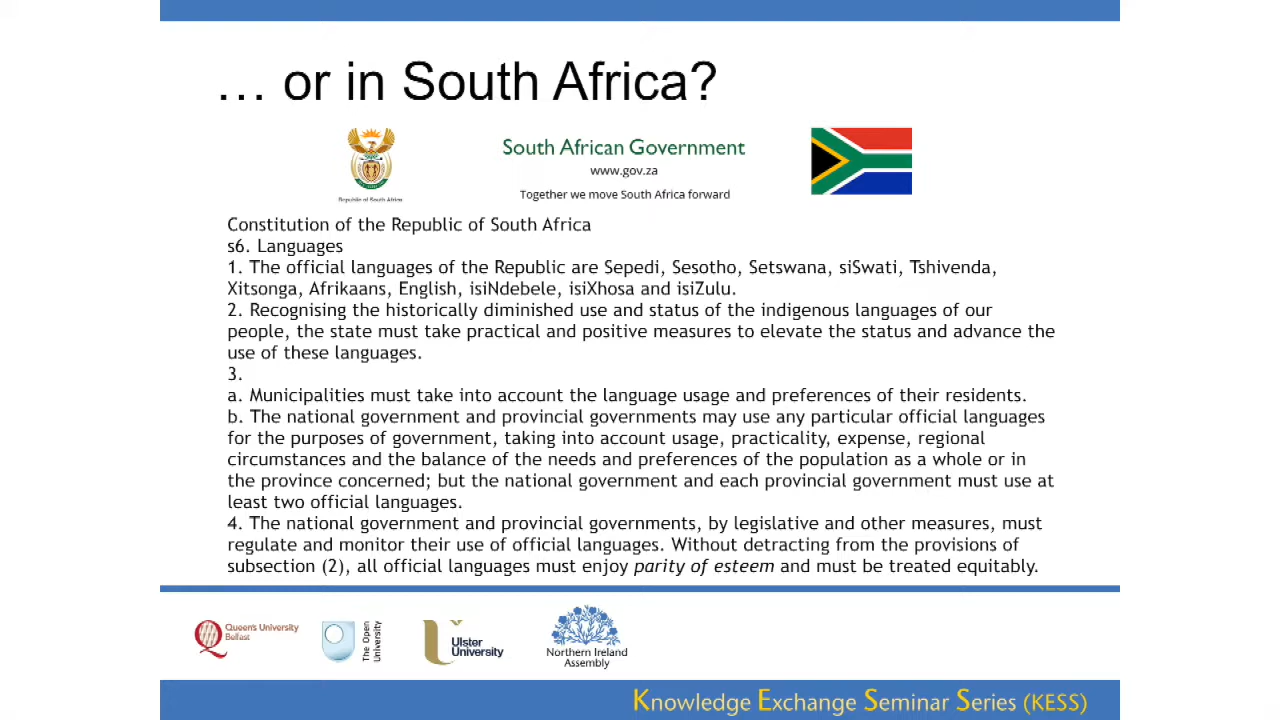 … or in South Africa?
South African Government
www.gov.za
Together we move South Africa forward
Republic of South Africa
Constitution of the Republic of South Africa
s6. Languages
1. The official languages of the Republic are Sepedi, Sesotho, Setswana, siSwati, Tshivenda,
Xitsonga, Afrikaans, English, isiNdebele, isiXhosa and isiZulu.
2. Recognising the historically diminished use and status of the indigenous languages of our
people, the state must take practical and positive measures to elevate the status and advance the
use of these languages.
3.
a. Municipalities must take into account the language usage and preferences of their residents.
b. The national government and provincial governments may use any particular official languages
for the purposes of government, taking into account usage, practicality, expense, regional
circumstances and the balance of the needs and preferences of the population as a whole or in
the province concerned; but the national government and each provincial government must use at
least two official languages.
4. The national government and provincial governments, by legislative and other measures, must
regulate and monitor their use of official languages. Without detracting from the provisions of
subsection (2), all official languages must enjoy parity of esteem and must be treated equitably.
Queen's University
Belfast
The Open
University
Ulster
University
Northern Ireland
Assembly
Knowledge Exchange Seminar Series (KESS)